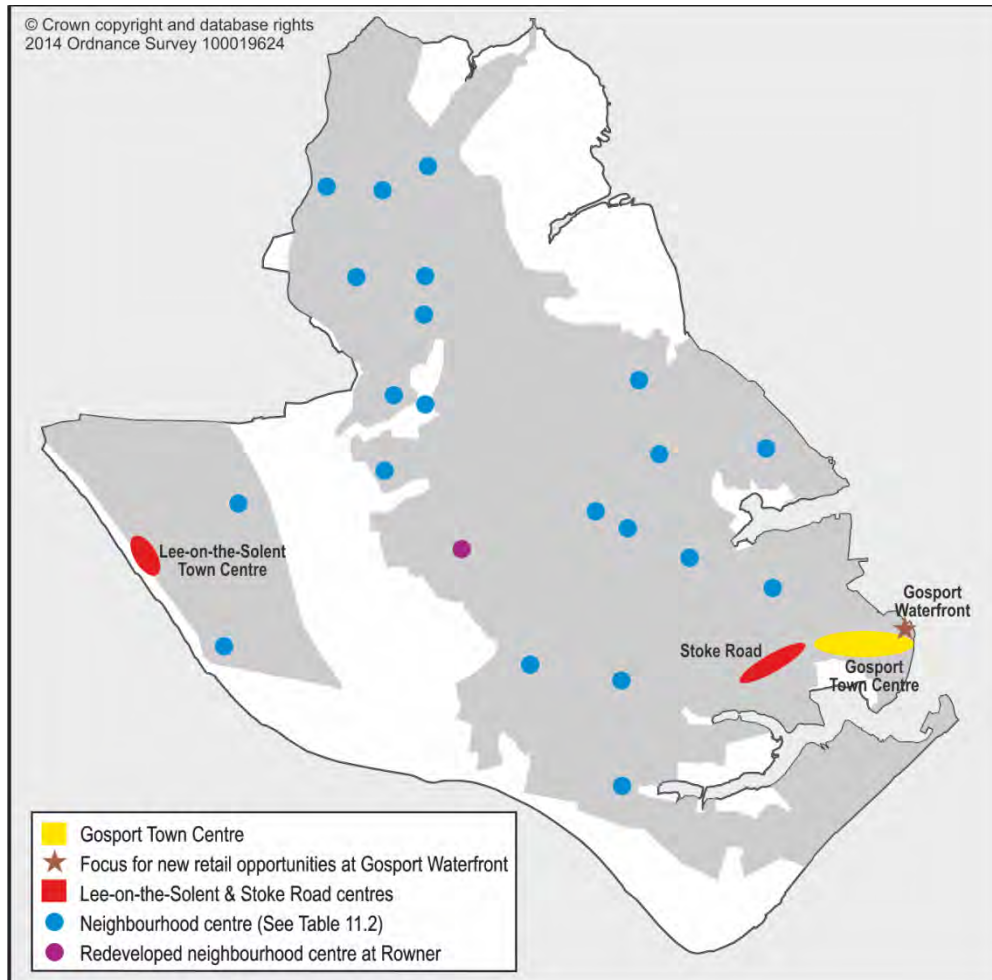 © Crown copyright and database rights
2014 Ordnance Survey 100019624
Lee-on-the-Solent
Town Centre
Gosport
Waterfront
Stoke Road
Gosport
Town Centre
Gosport Town Centre
Focus for new retail opportunities at Gosport Waterfront
Lee-on-the-Solent & Stoke Road centres
Neighbourhood centre (See Table 11.2)
Redeveloped neighbourhood centre at Rowner